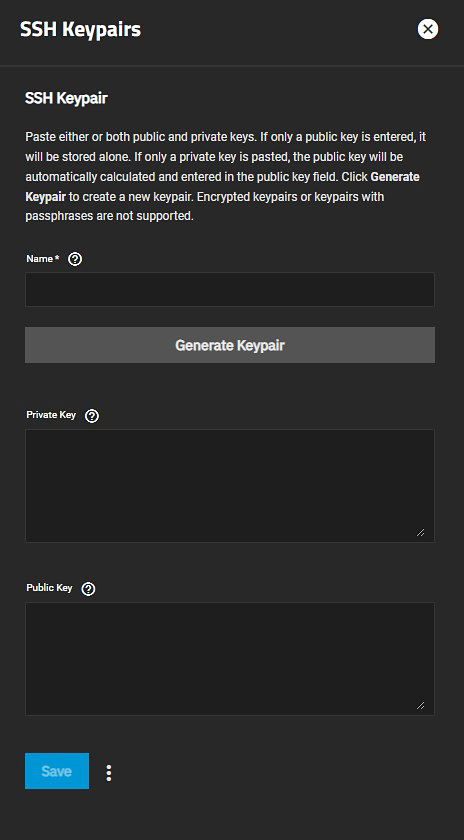 SSH Keypairs
SSH Keypair
Paste either or both public and private keys. If only a public key is entered, it
will be stored alone. If only a private key is pasted, the public key will be
automatically calculated and entered in the public key field. Click Generate
Keypair to create a new keypair. Encrypted keypairs or keypairs with
passphrases are not supported.
Name *
Generate Keypair
Private Key
Public Key
Save